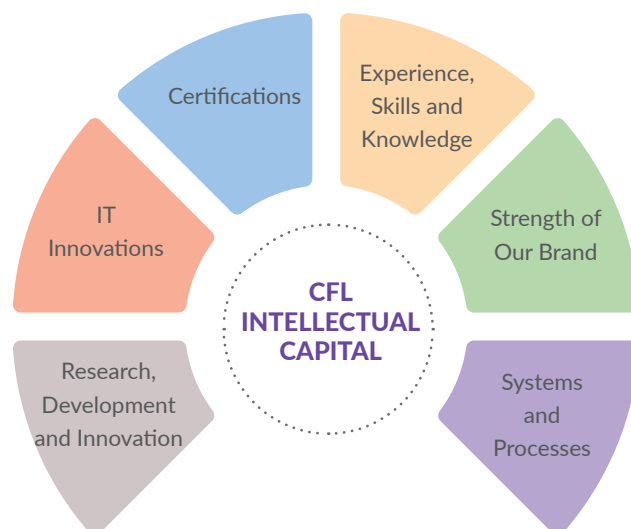 Certifications
Experience,
Skills and
Knowledge
IT
Innovations
Strength of
Our Brand
CFL
INTELLECTUAL
CAPITAL
Research,
Development
and Innovation
Systems
and
Processes